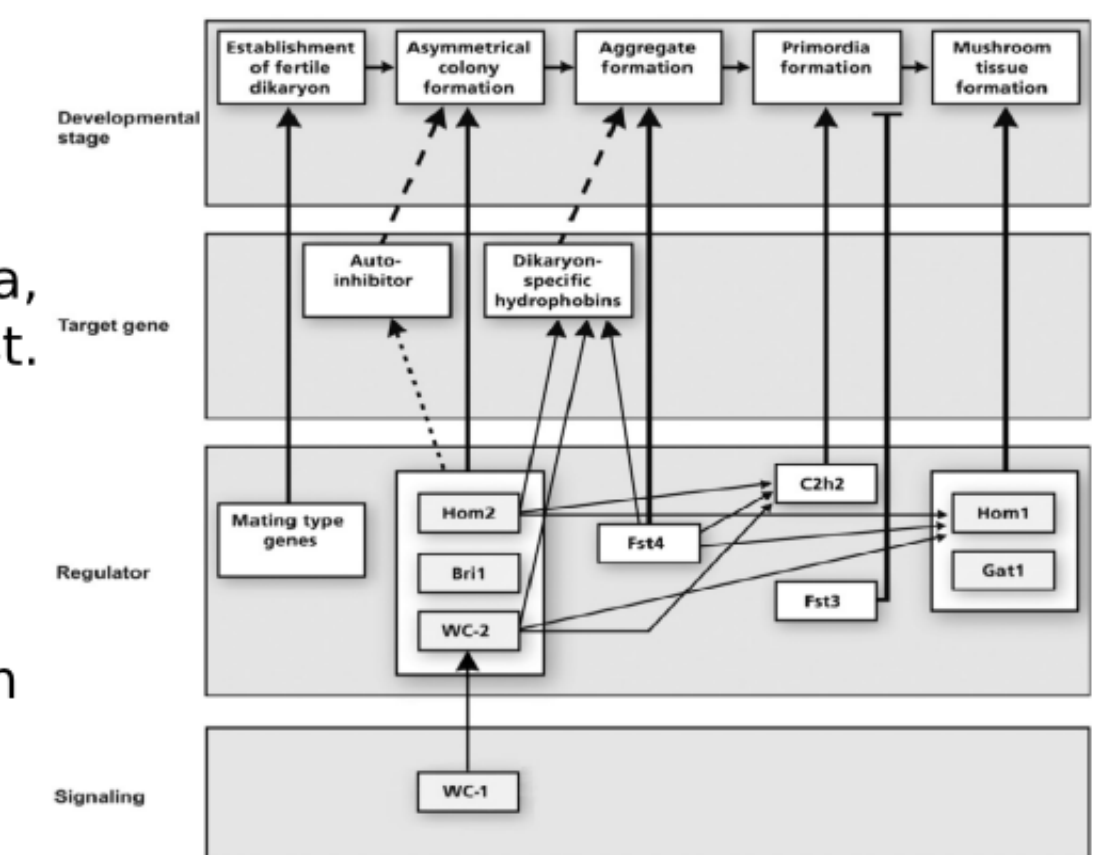 Establishment
of fertile
dikaryon
Asymmetrical
colony
formation
Aggregate
formation
Primordia
formation
Mushroom
tissue
formation
Developmental
stage
a,
t.
Auto-
inhibitor
Dikaryon-
specific
hydrophobins
Target gene
Mating type
genes
Hom2
Bri1
WC-2
Fst4
C2h2
Fst3
Hom1
Gat1
Regulator
n
WC-1
Signaling